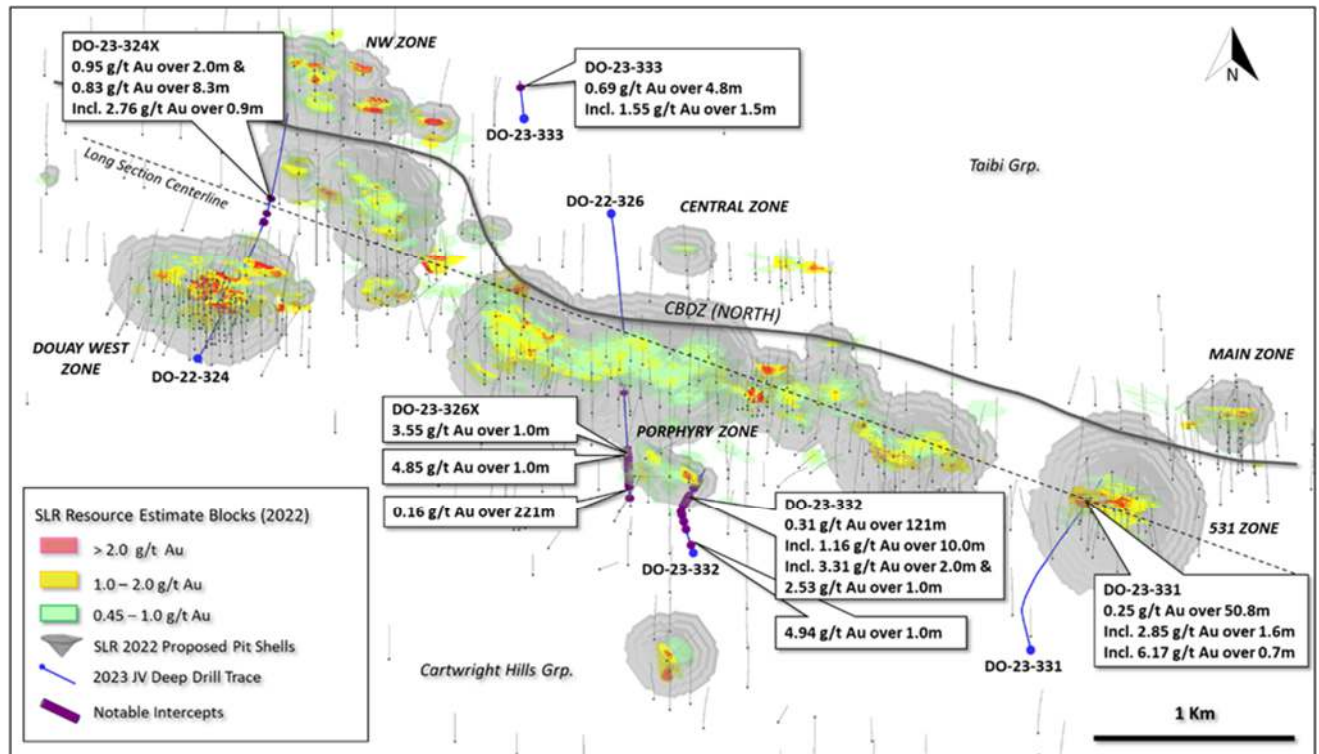 DO-23-324X
0.95 g/t Au over 2.0m &
0.83 g/t Au over 8.3m
Incl. 2.76 g/t Au over 0.9m
NW ZONE
DO-23-333
0.69 g/t Au over 4.8m
Incl. 1.55 g/t Au over 1.5m
N
DO-23-333
Long Section Centerline
Taibi Grp.
DO-22-326
CENTRAL ZONE
CBDZ (NORTH)
DOUAY WEST
ZONE
DO-22-324
MAIN ZONE
DO-23-326X
3.55 g/t Au over 1.0m
4.85 g/t Au over 1.0m
0.16 g/t Au over 221m
PORPHYRY ZONE
DO-23-332
0.31 g/t Au over 121m
Incl. 1.16 g/t Au over 10.0m
Incl. 3.31 g/t Au over 2.0m &
2.53 g/t Au over 1.0m
4.94 g/t Au over 1.0m
DO-23-332
531 ZONE
DO-23-331
0.25 g/t Au over 50.8m
Incl. 2.85 g/t Au over 1.6m
Incl. 6.17 g/t Au over 0.7m
DO-23-331
Cartwright Hills Grp.
1 Km
SLR Resource Estimate Blocks (2022)
> 2.0 g/t Au
1.0 – 2.0 g/t Au
0.45 – 1.0 g/t Au
SLR 2022 Proposed Pit Shells
2023 JV Deep Drill Trace
Notable Intercepts